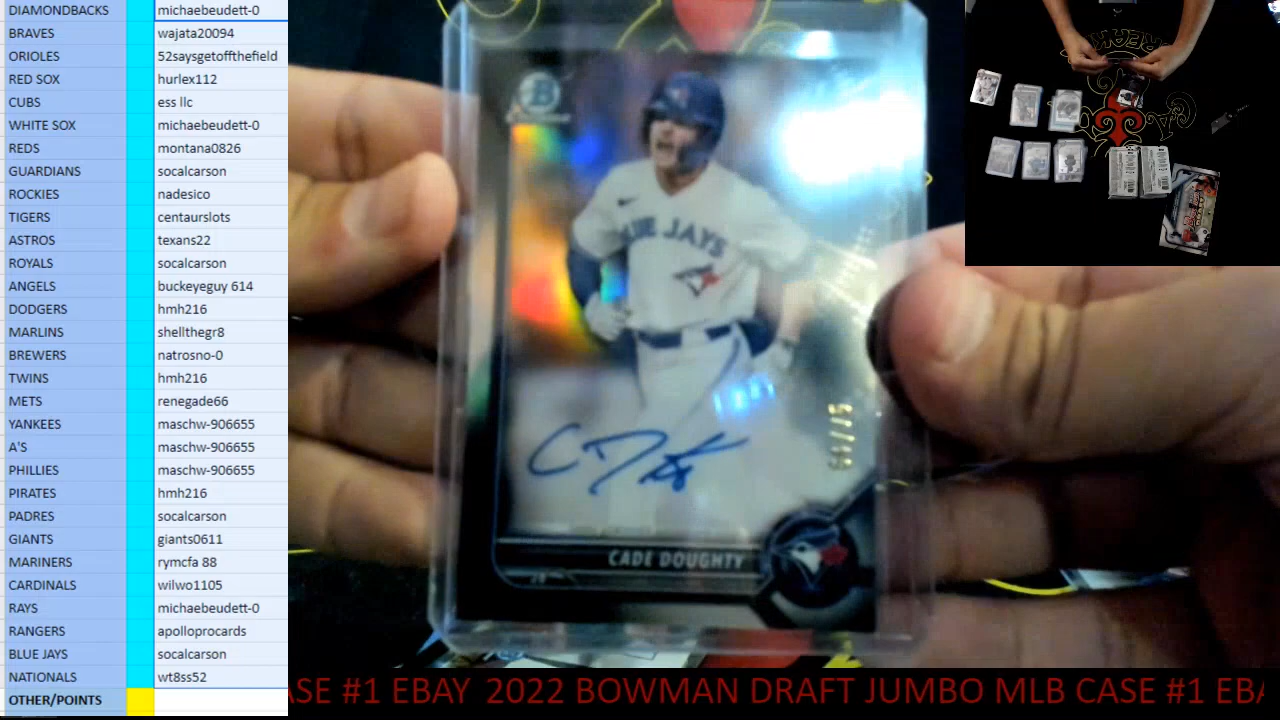 DIAMONDBACKS michaebeudett-0
BRAVES wajata20094
ORIOLES 52saysgetoffthefield
RED SOX hurlex112
CUBS ess llc
WHITE SOX michaebeudett-0
REDS montana0826
GUARDIANS socalcarson
ROCKIES nadesico
TIGERS centaurslots
ASTROS texans22
ROYALS socalcarson
ANGELS buckeyeguy 614
DODGERS hmh216
MARLINS shellthegr8
BREWERS natrosno-0
TWINS hmh216
METS renegade66
YANKEES maschw-906655
A'S maschw-906655
PHILLIES maschw-906655
PIRATES hmh216
PADRES socalcarson
GIANTS giants0611
MARINERS rymcfa 88
CARDINALS wilwo1105
RAYS michaebeudett-0
RANGERS apolloprocards
BLUE JAYS socalcarson
NATIONALS wt8ss52
OTHER/POINTS
B
BLUE JAYS
CADE DOUGHTY
ASE #1 EBAY 2022 BOWMAN DRAFT JUMBO MLB CASE #1 EBA